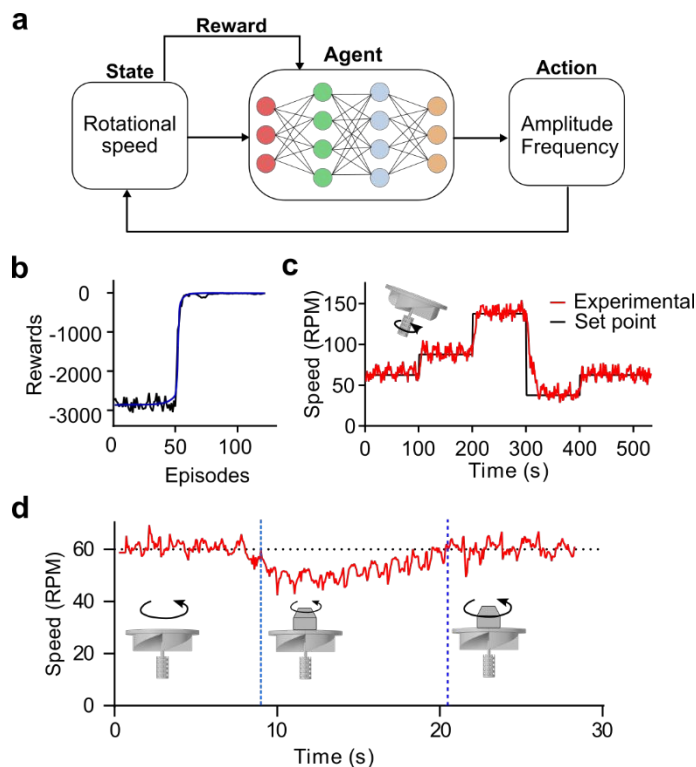 a
Reward
State
Agent
Action
Rotational
speed
Amplitude
Frequency
b
0
-1000
-2000
-3000
Rewards
0
50
100
Episodes
c
150
100
50
0
Speed (RPM)
Experimental
Set point
0
100
200
300
400
500
Time (s)
d
60
40
20
0
Speed (RPM)
0
10
20
30
Time (s)